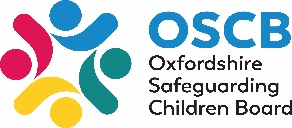 OSCB
Oxfordshire
Safeguarding
Children Board